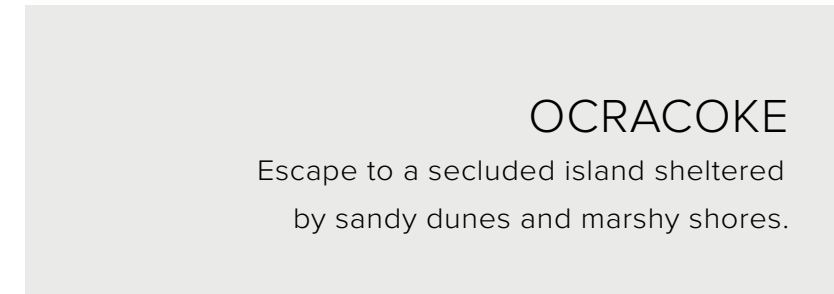 OCRACOKE
Escape to a secluded island sheltered
by sandy dunes and marshy shores.